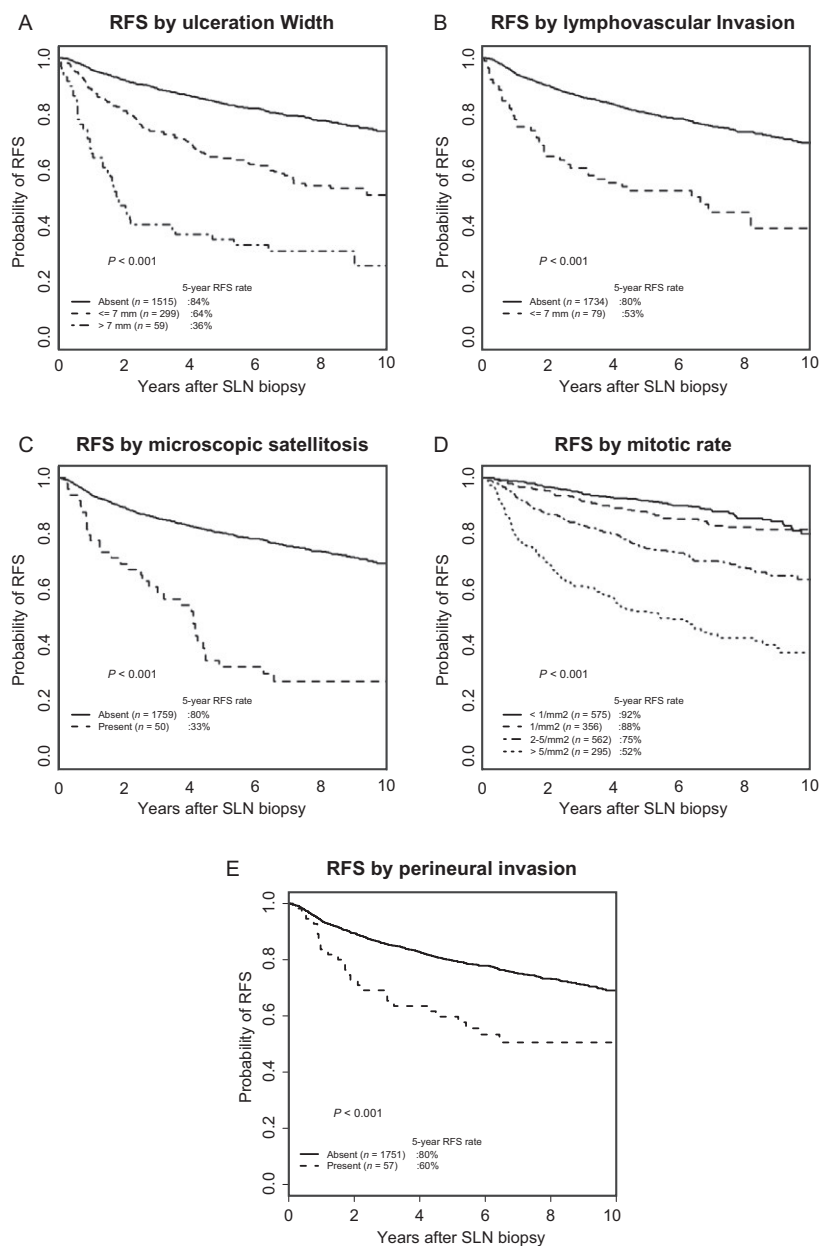 A
RFS by ulceration Width
Probability of RFS
1.0
0.8
0.6
0.4
0.2
0.0
P < 0.001
5-year RFS rate
Absent (n = 1515) :84%
<= 7 mm (n = 299) :64%
> 7 mm (n = 59) :36%
0 2 4 6 8 10
Years after SLN biopsy
B
RFS by lymphovascular Invasion
Probability of RFS
1.0
0.8
0.6
0.4
0.2
0.0
P < 0.001
5-year RFS rate
Absent (n = 1734) :80%
<= 7 mm (n = 79) :53%
0 2 4 6 8 10
Years after SLN biopsy
C
RFS by microscopic satellitosis
Probability of RFS
1.0
0.8
0.6
0.4
0.2
0.0
P < 0.001
5-year RFS rate
Absent (n = 1759) :80%
Present (n = 50) :33%
0 2 4 6 8 10
Years after SLN biopsy
D
RFS by mitotic rate
Probability of RFS
1.0
0.8
0.6
0.4
0.2
0.0
P < 0.001
5-year RFS rate
< 1/mm2 (n = 575) :92%
1/mm2 (n = 356) :88%
2-5/mm2 (n = 562) :75%
> 5/mm2 (n = 295) :52%
0 2 4 6 8 10
Years after SLN biopsy
E
RFS by perineural invasion
Probability of RFS
1.0
0.8
0.6
0.4
0.2
0.0
P < 0.001
5-year RFS rate
Absent (n = 1751) :80%
Present (n = 57) :60%
0 2 4 6 8 10
Years after SLN biopsy